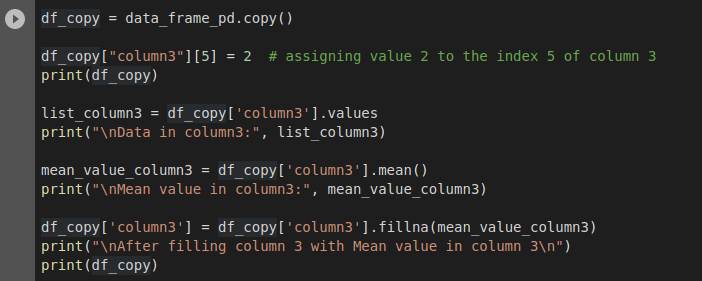 df_copy = data_frame_pd.copy()
df_copy["column3"][5] = 2  # assigning value 2 to the index 5 of column 3
print(df_copy)
list_column3 = df_copy['column3'].values
print("\nData in column3:", list_column3)
mean_value_column3 = df_copy['column3'].mean()
print("\nMean value in column3:", mean_value_column3)
df_copy['column3'] = df_copy['column3'].fillna(mean_value_column3)
print("\nAfter filling column 3 with Mean value in column 3\n")
print(df_copy)